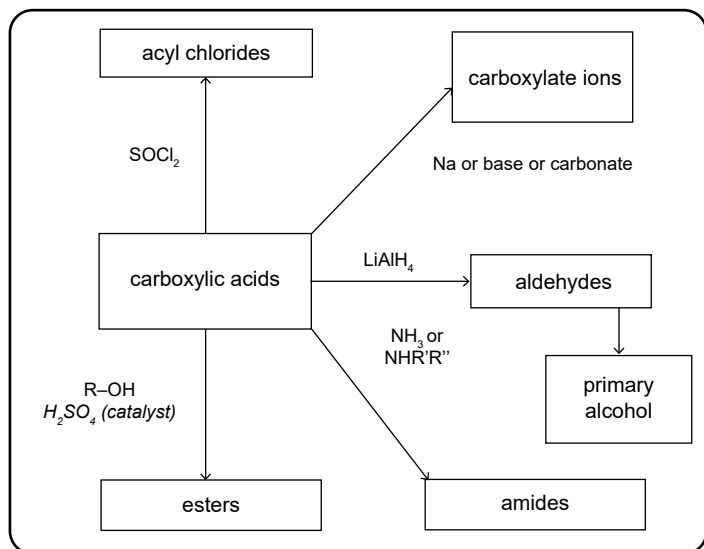 acyl chlorides
carboxylate ions
SOCl₂
Na or base or carbonate
LiAlH₄
carboxylic acids
aldehydes
NH₃ or
NHR'R''
R–OH
H₂SO₄ (catalyst)
primary
alcohol
esters
amides